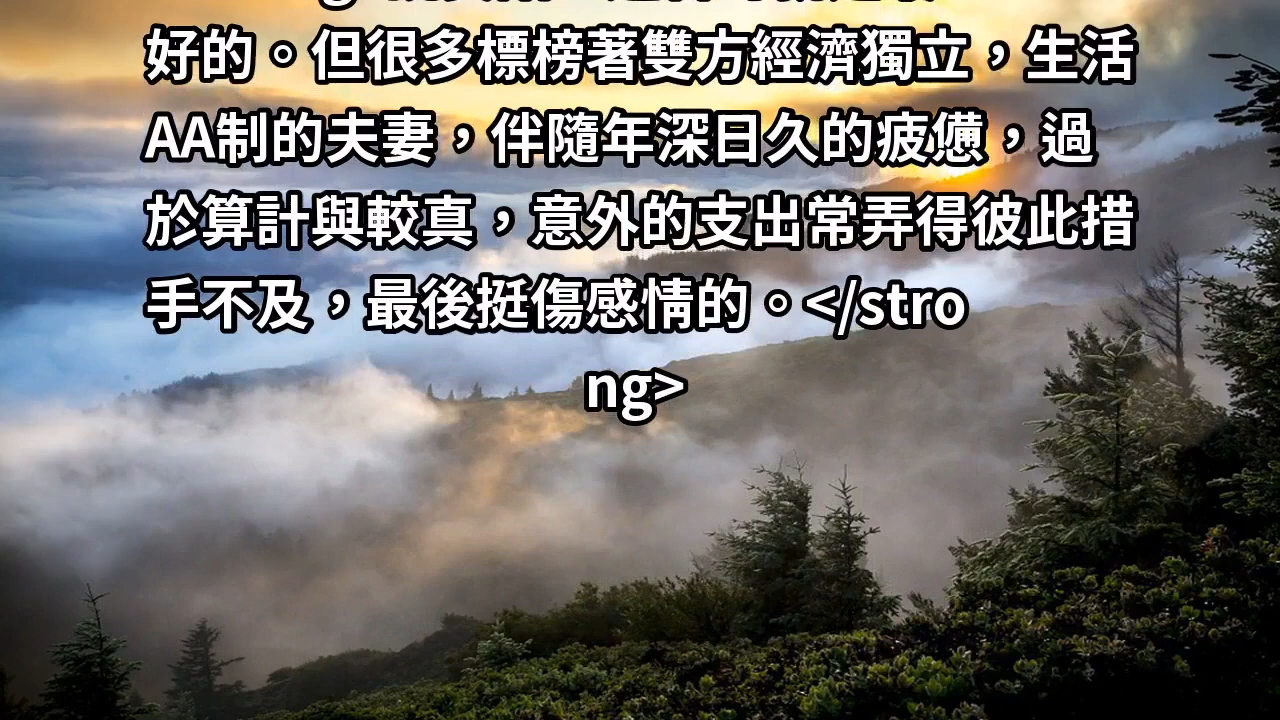 好的。但很多標榜著雙方經濟獨立，生活
AA制的夫妻，伴隨年深日久的疲憊，過
於算計與較真，意外的支出常弄得彼此措
手不及，最後挺傷感情的。</stro
ng>